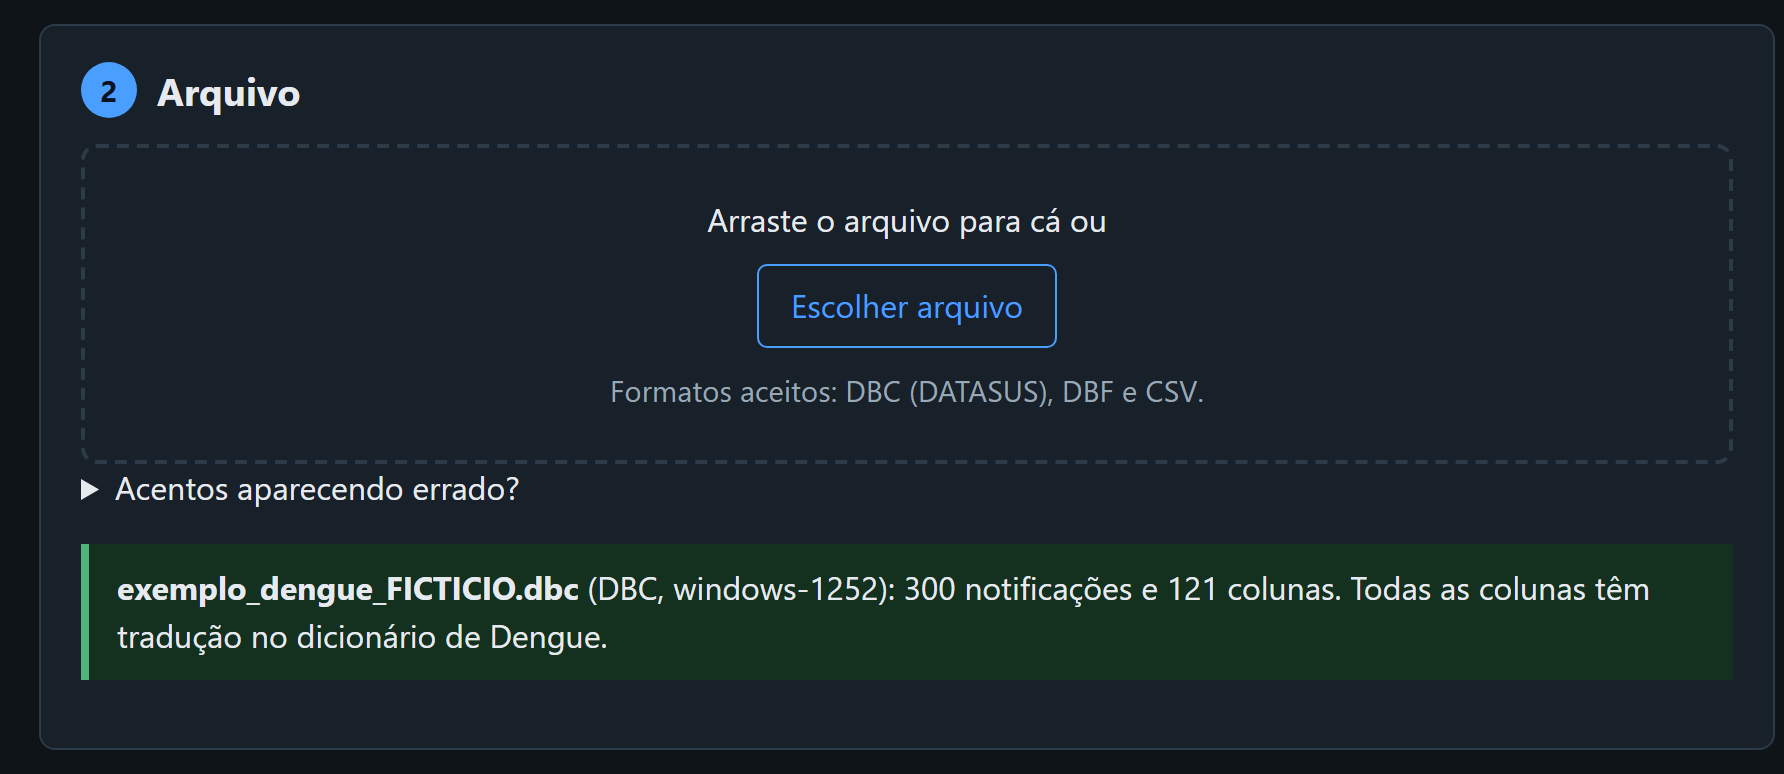 2 Arquivo
Arraste o arquivo para cá ou
Escolher arquivo
Formatos aceitos: DBC (DATASUS), DBF e CSV.
Acentos aparecendo errado?
exemplo_dengue_FICTICIO.dbc (DBC, windows-1252): 300 notificações e 121 colunas. Todas as colunas têm
tradução no dicionário de Dengue.